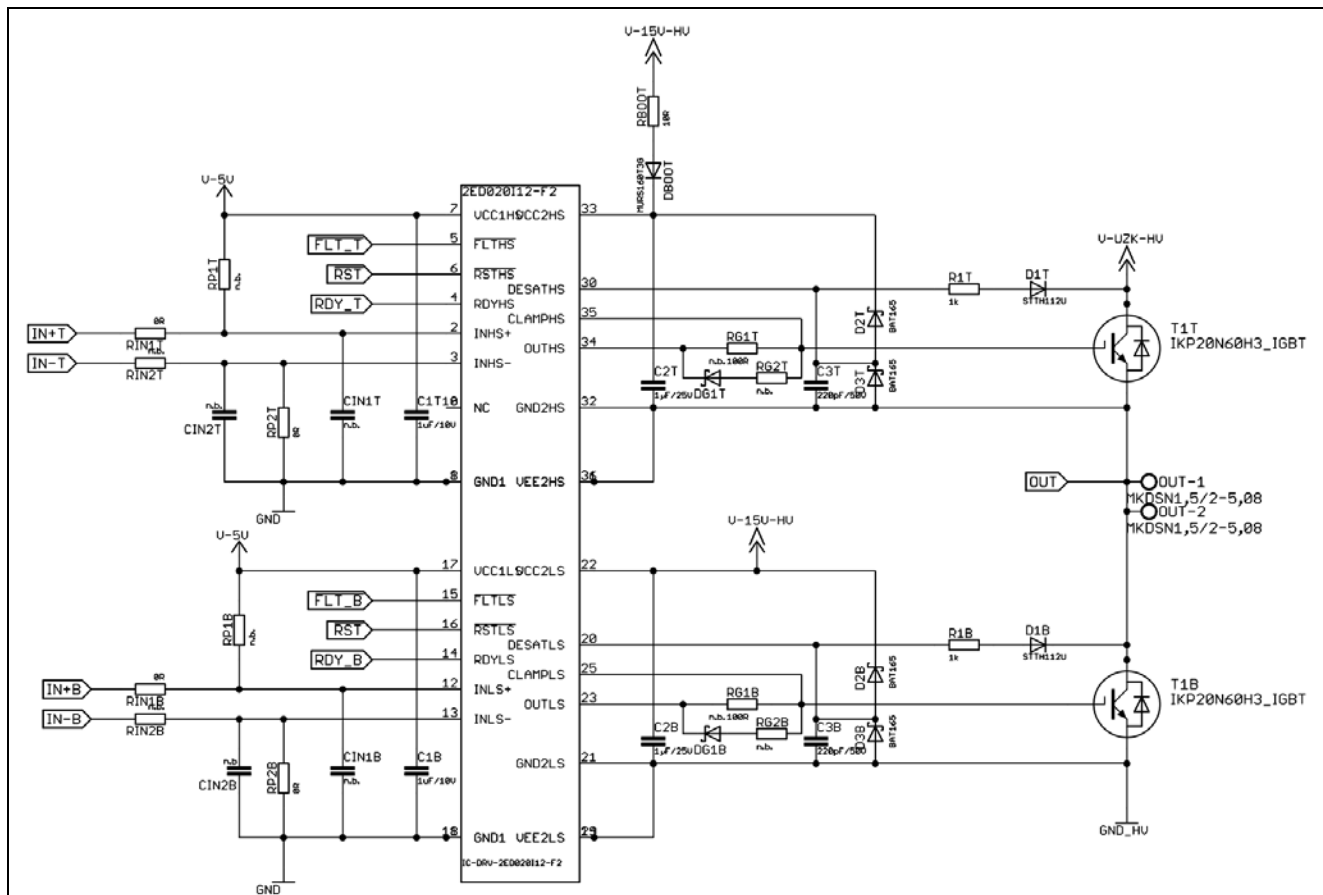 V-15V-HV
RBOOT
10R
MURS160T3G
DBOOT
V-5V
2ED020I12-F2
7 VCC1HS VCC2HS 33
FLT_T 5 FLTHS
RST 6 RSTHS
RDY_T 4 RDYHS
DESATHS 30
CLAMPHS 35
IN+T 2 INHS+
OUTHS 34
IN-T 3 INHS-
NC
GND2HS 32
GND1 VEE2HS
RP1T
0R
RIN1T
n.b.
RIN2T
n.b.
CIN2T
RP2T
0R
CIN1T
n.b.
C1T
10
1uF/10V
GND
C2T
1µF/25V
RG1T
n.b. 100R
DG1T
RG2T
n.b.
C3T
220pF/50V
D2T
BAT165
D3T
BAT165
R1T
1k
D1T
STTH112U
V-UZK-HV
T1T
IKP20N60H3_IGBT
OUT
OUT-1
MKDSN1,5/2-5,08
OUT-2
MKDSN1,5/2-5,08
V-5V
V-15V-HV
17 VCC1LS VCC2LS 22
FLT_B 15 FLTLS
RST 16 RSTLS
RDY_B 14 RDYLS
DESATLS 20
CLAMPLS 25
IN+B 12 INLS+
OUTLS 23
IN-B 13 INLS-
GND2LS 21
GND1 VEE2LS
RP1B
0R
RIN1B
RIN2B
n.b
CIN2B
RP2B
0R
CIN1B
n.b.
C1B
1uF/10V
GND
C2B
1µF/25V
RG1B
n.b. 100R
DG1B
RG2B
n.b.
C3B
220pF/50V
D2B
BAT165
D3B
BAT165
R1B
1k
D1B
STTH112U
T1B
IKP20N60H3_IGBT
GND_HV
IC-DRV-2ED020I12-F2